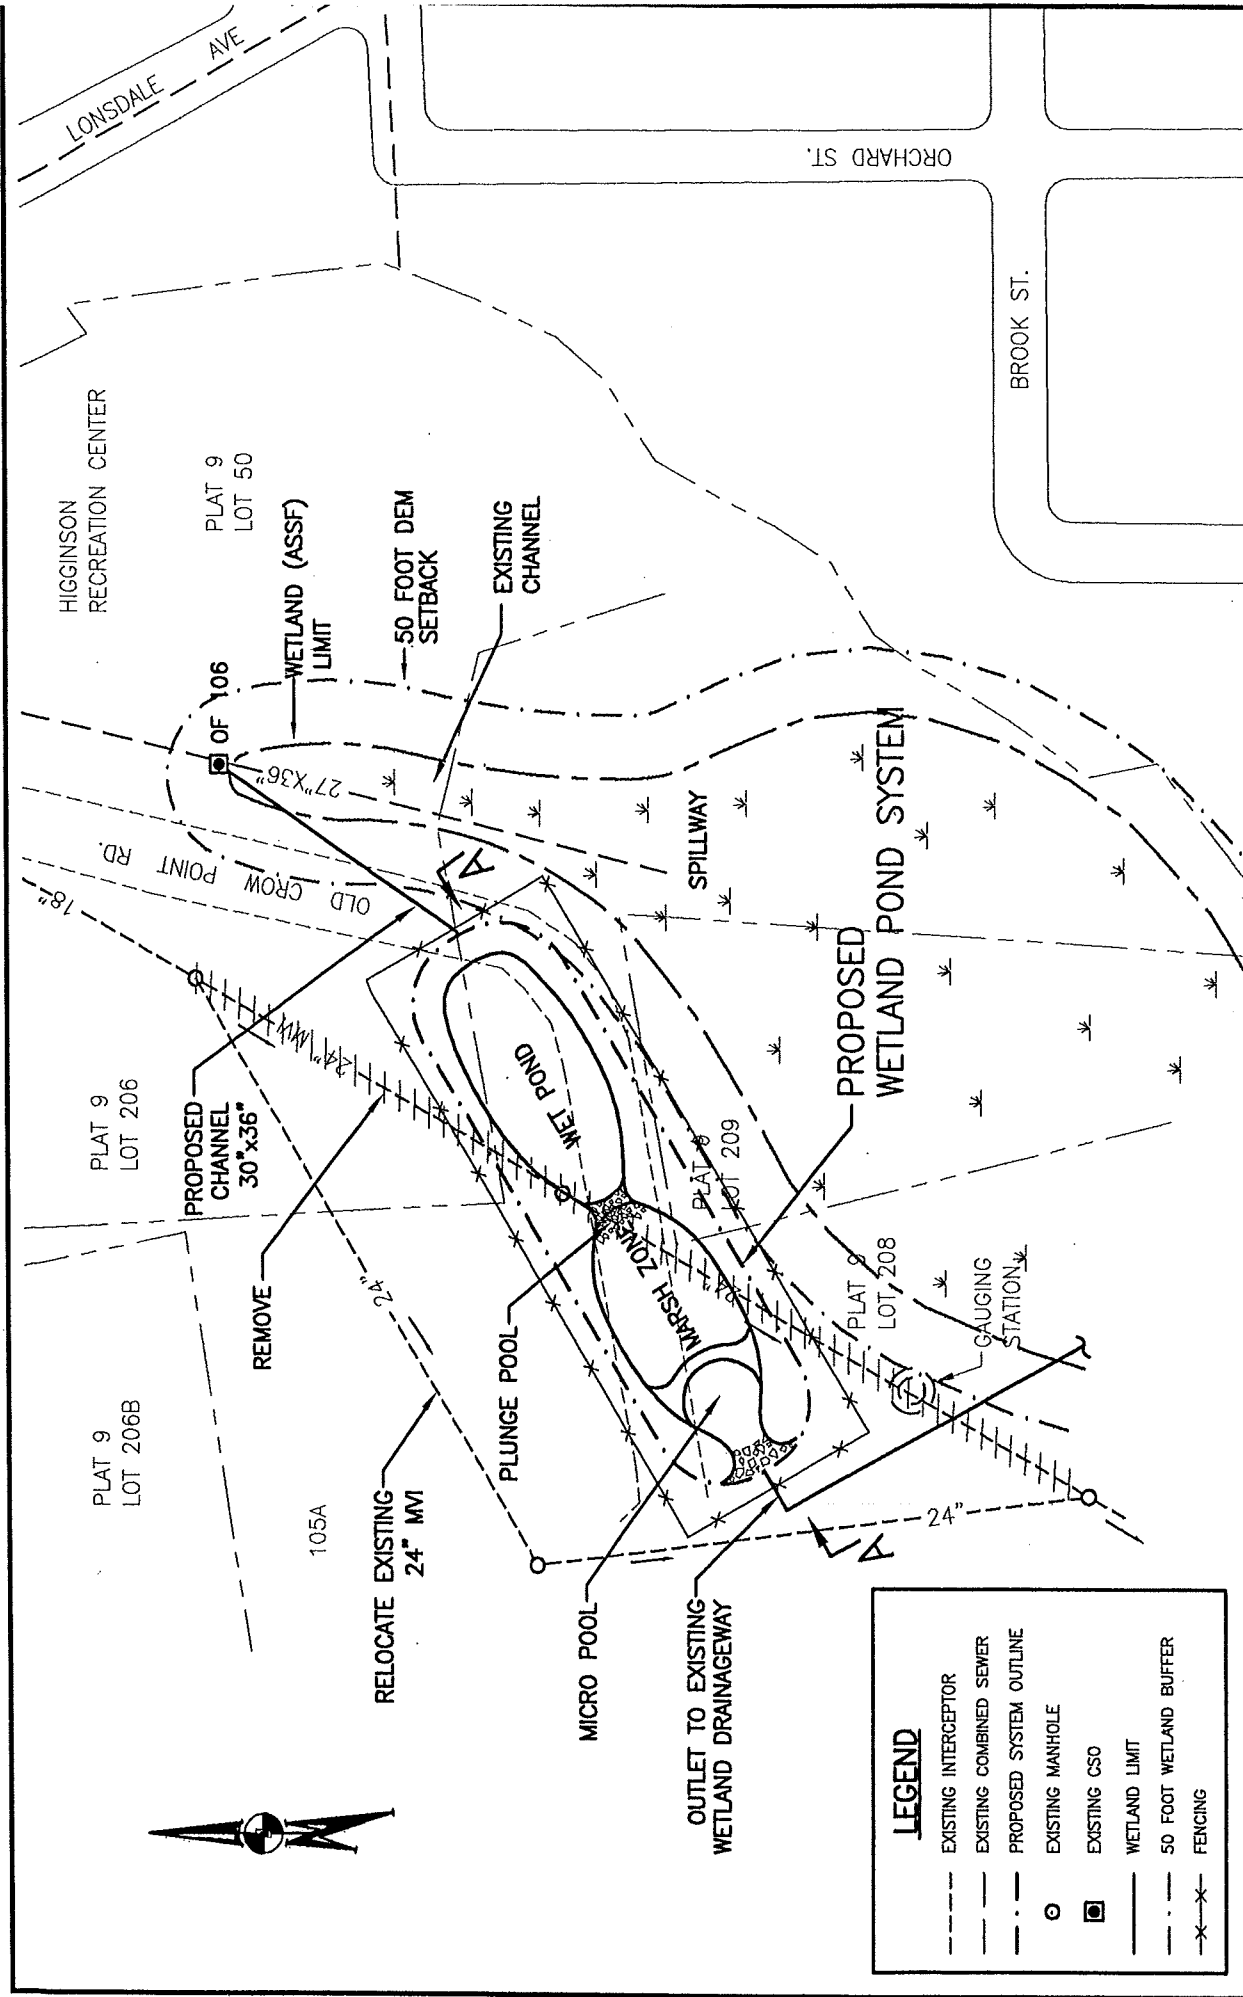 LONSDALE AVE
ORCHARD ST.
BROOK ST.
HIGGINSON
RECREATION CENTER
PLAT 9
LOT 50
WETLAND (ASSF)
LIMIT
50 FOOT DEM
SETBACK
EXISTING
CHANNEL
OF 106
27"X36"
OLD CROW POINT RD.
18"
SPILLWAY
A
PROPOSED
WETLAND POND SYSTEM
PLAT 9
LOT 206
PROPOSED
CHANNEL
30"x36"
24" MVI
REMOVE
WET POND
PLAT 9
LOT 209
PLAT 9
LOT 206B
24"
PLUNGE POOL
MARSH ZONE
24"
PLAT 9
LOT 208
GAUGING
STATION
105A
RELOCATE EXISTING
24" MVI
MICRO POOL
OUTLET TO EXISTING
WETLAND DRAINAGEWAY
A
24"
N
LEGEND
EXISTING INTERCEPTOR
EXISTING COMBINED SEWER
PROPOSED SYSTEM OUTLINE
EXISTING MANHOLE
EXISTING CSO
WETLAND LIMIT
50 FOOT WETLAND BUFFER
FENCING